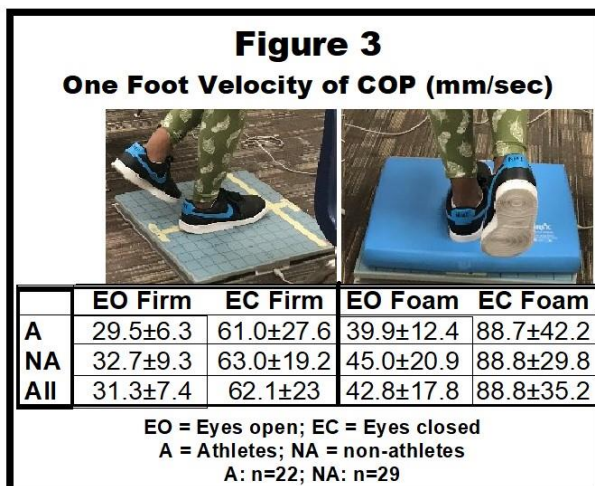 Figure 3
One Foot Velocity of COP (mm/sec)
EO Firm EC Firm EO Foam EC Foam
A 29.5±6.3 61.0±27.6 39.9±12.4 88.7±42.2
NA 32.7±9.3 63.0±19.2 45.0±20.9 88.8±29.8
All 31.3±7.4 62.1±23 42.8±17.8 88.8±35.2
EO = Eyes open; EC = Eyes closed
A = Athletes; NA = non-athletes
A: n=22; NA: n=29